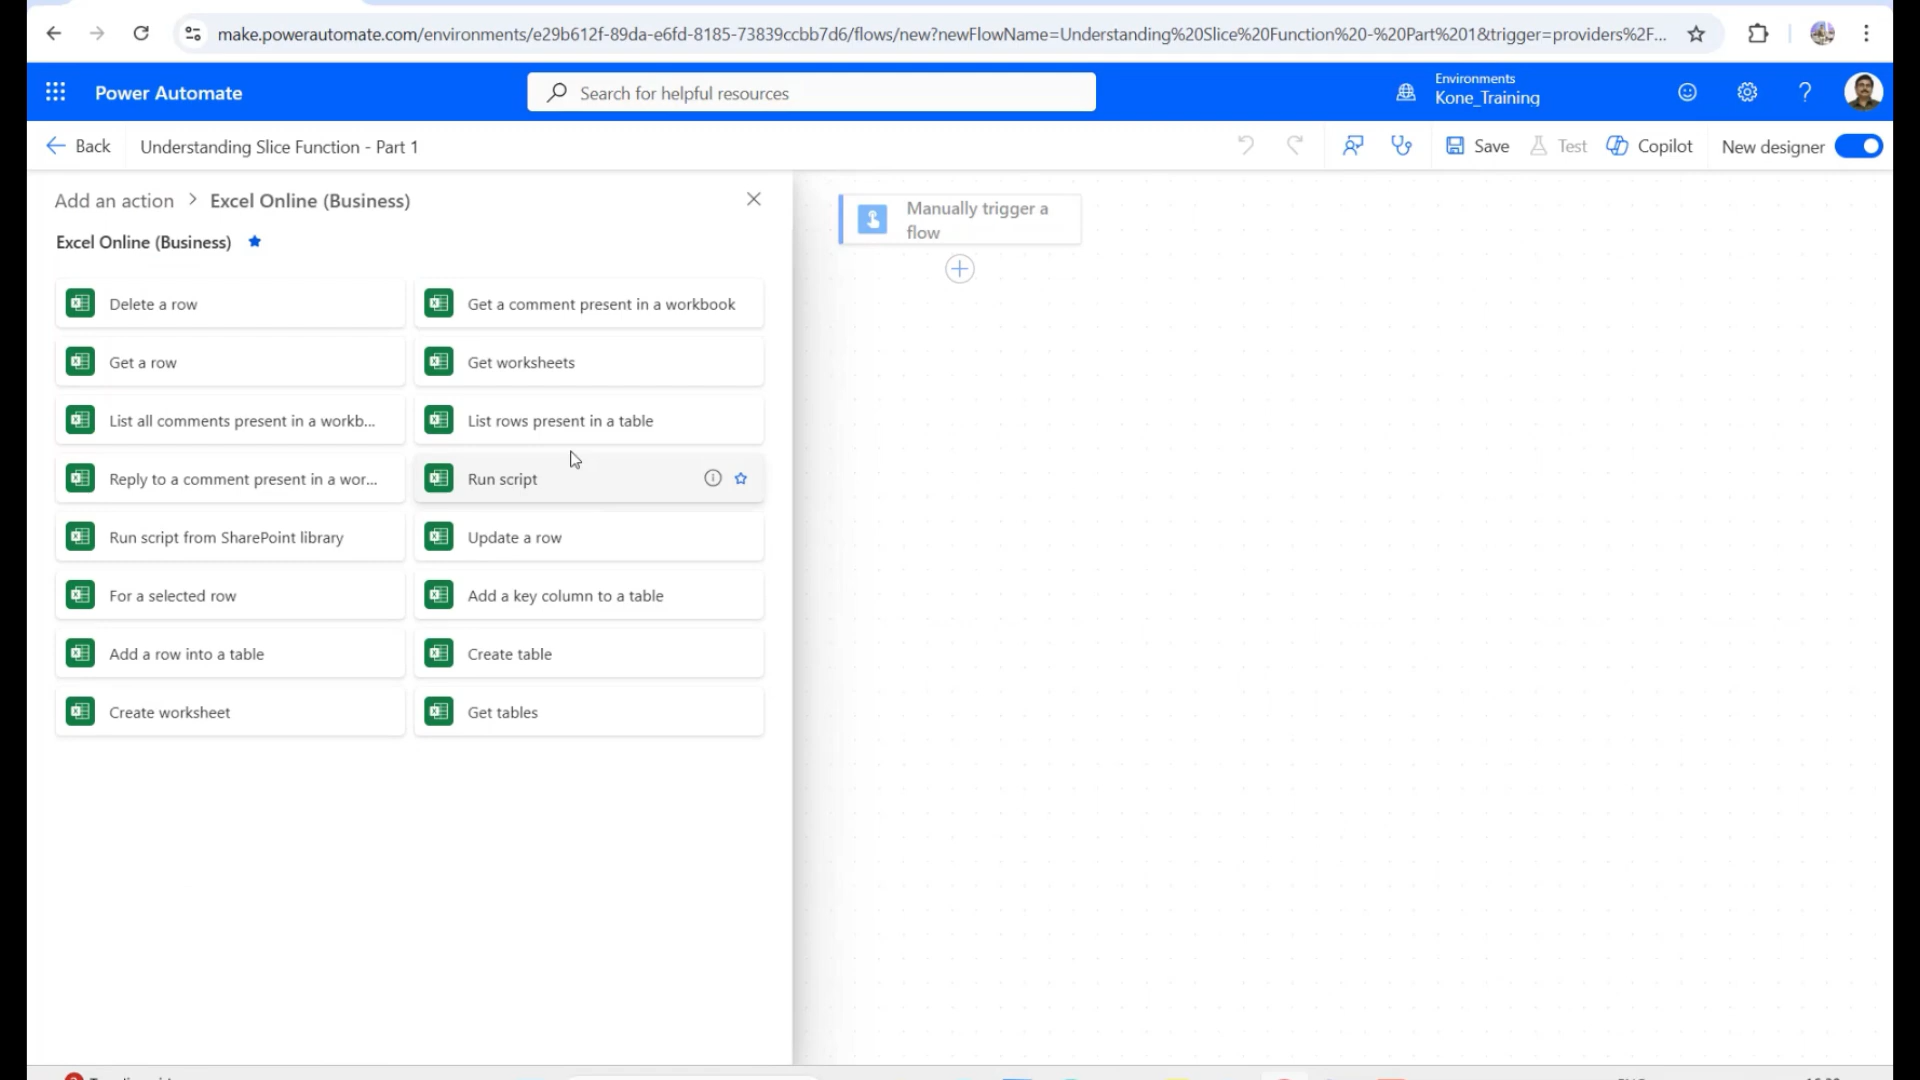 make.powerautomate.com/environments/e29b612f-89da-e6fd-8185-73839ccbb7d6/flows/new?newFlowName=Understanding%20Slice%20Function%20-%20Part%201&trigger=providers%2F...
Power Automate
Search for helpful resources
Environments
Kone_Training
Back
Understanding Slice Function - Part 1
Save
Test
Copilot
New designer
Add an action > Excel Online (Business)
Excel Online (Business)
Delete a row
Get a comment present in a workbook
Get a row
Get worksheets
List all comments present in a workb...
List rows present in a table
Reply to a comment present in a wor...
Run script
Run script from SharePoint library
Update a row
For a selected row
Add a key column to a table
Add a row into a table
Create table
Create worksheet
Get tables
Manually trigger a
flow